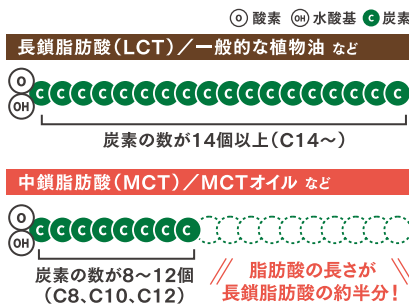 O 酸素 OH 水酸基 C 炭素
長鎖脂肪酸（LCT）／一般的な植物油 など
O
C C C C C C C C C C C C C C C C C C
OH
炭素の数が14個以上（C14〜）
中鎖脂肪酸（MCT）／MCTオイル など
O
C C C C C C C C
OH
炭素の数が8〜12個
（C8、C10、C12）
脂肪酸の長さが
長鎖脂肪酸の約半分！